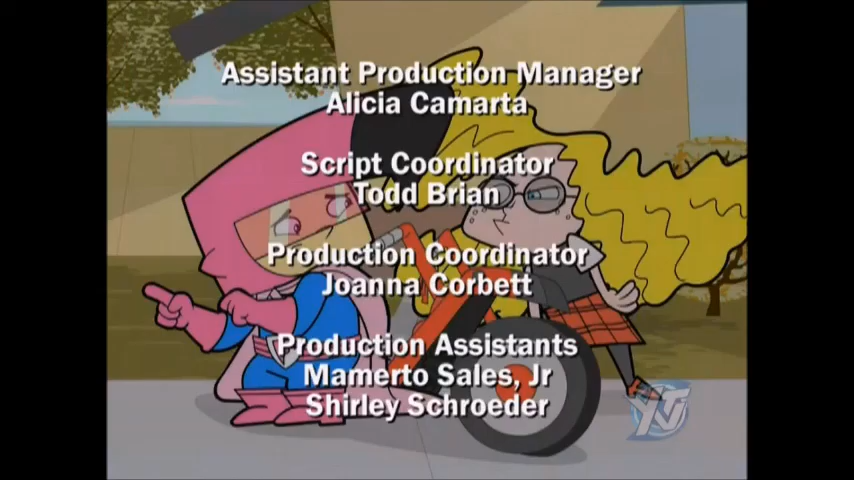 Assistant Production Manager
Alicia Camarta
Script Coordinator
Todd Brian
Production Coordinator
Joanna Corbett
Production Assistants
Mamerto Sales, Jr
Shirley Schroeder
YTV